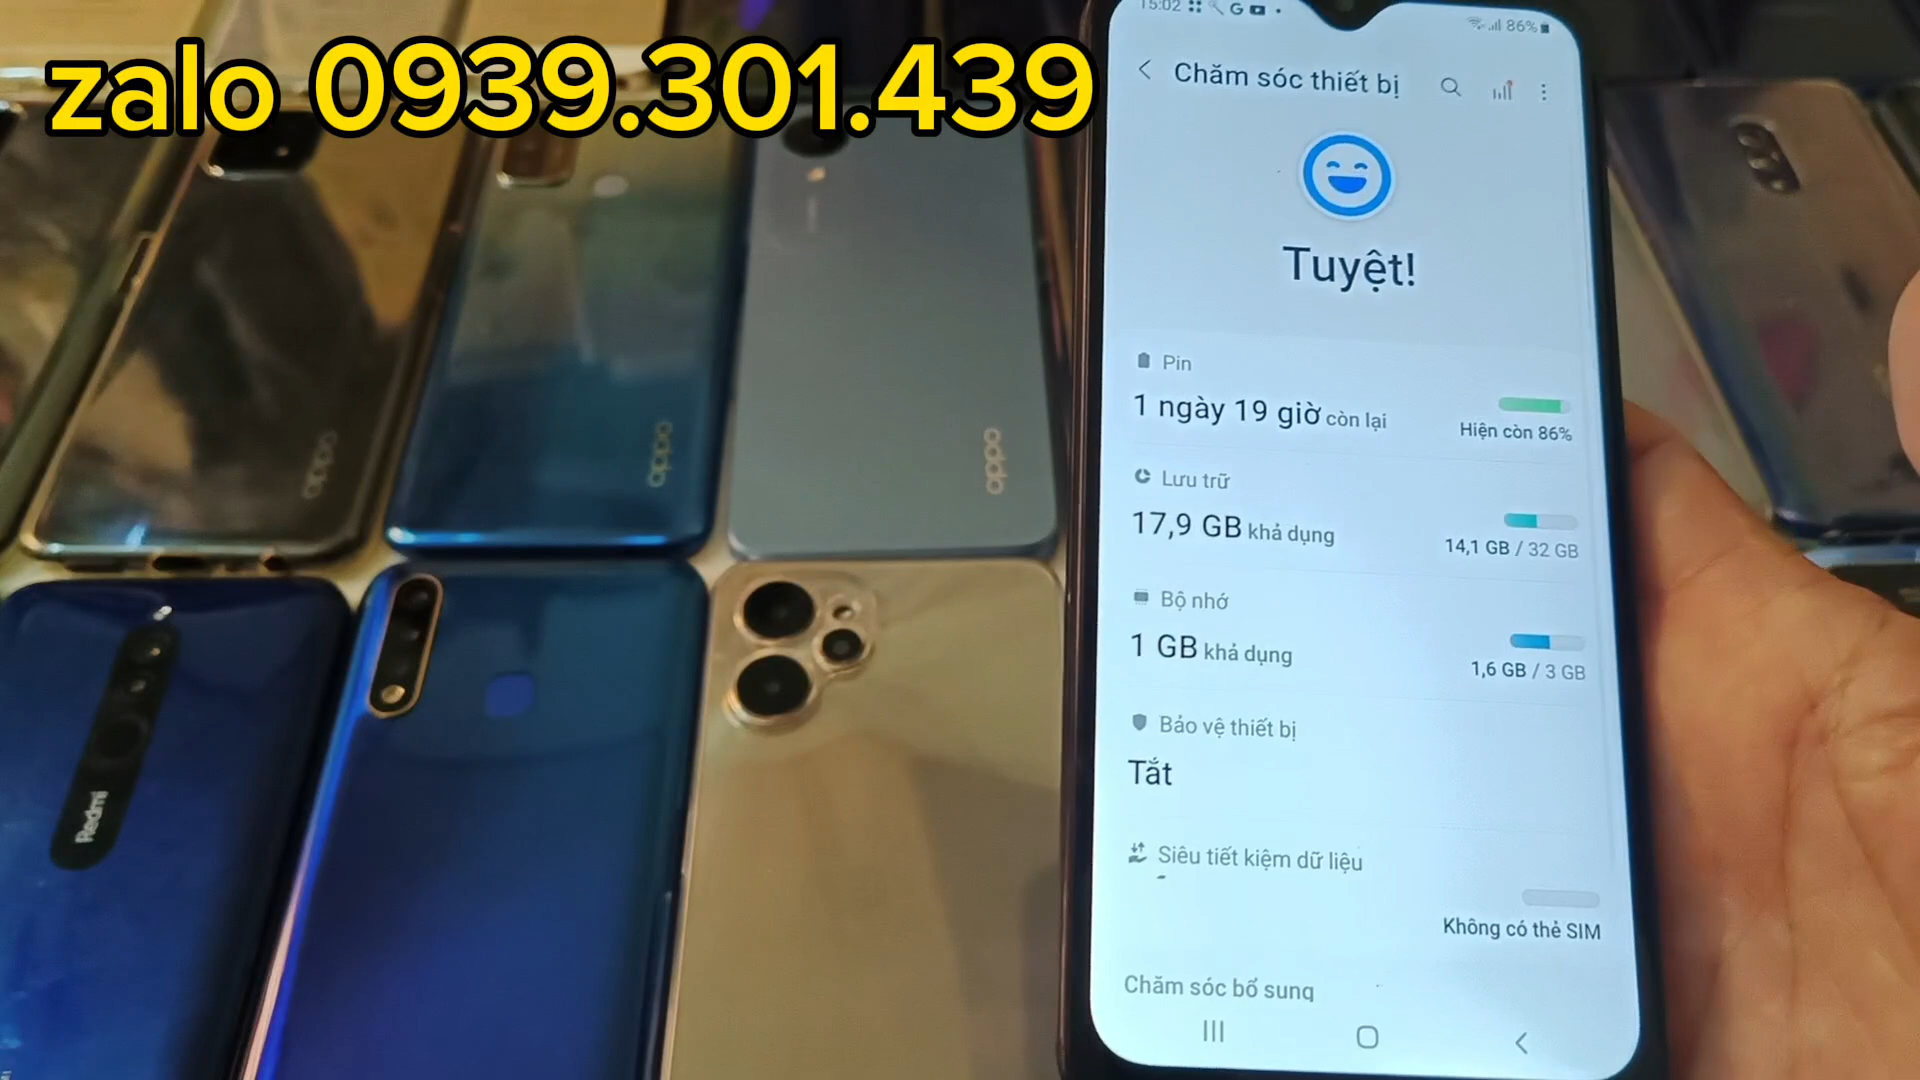 zalo 0939.301.439
15:02
86%
Chăm sóc thiết bị
Tuyệt!
Pin
1 ngày 19 giờ còn lại
Hiện còn 86%
Lưu trữ
17,9 GB khả dụng
14,1 GB / 32 GB
Bộ nhớ
1 GB khả dụng
1,6 GB / 3 GB
Bảo vệ thiết bị
Tắt
Siêu tiết kiệm dữ liệu
Không có thẻ SIM
Chăm sóc bổ sung
oppo
oppo
oppo
Redmi